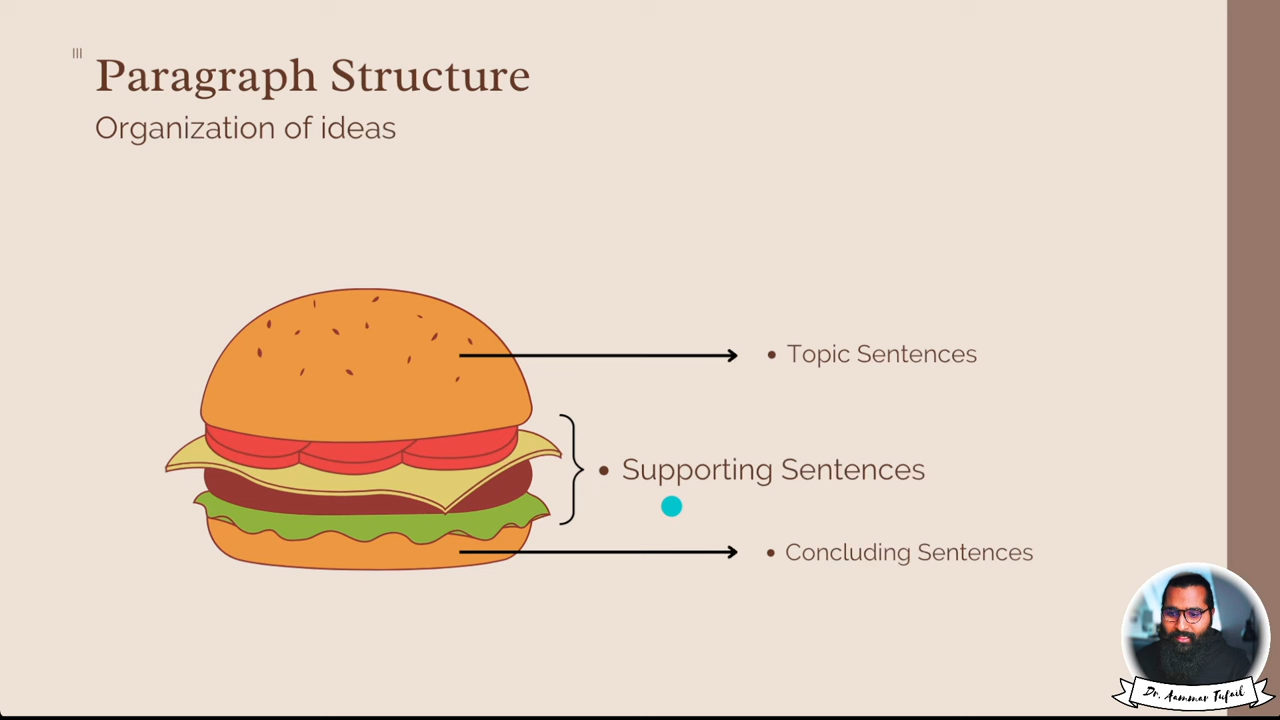 Paragraph Structure
Organization of ideas
• Topic Sentences
• Supporting Sentences
• Concluding Sentences
Dr. Aammar Tufail